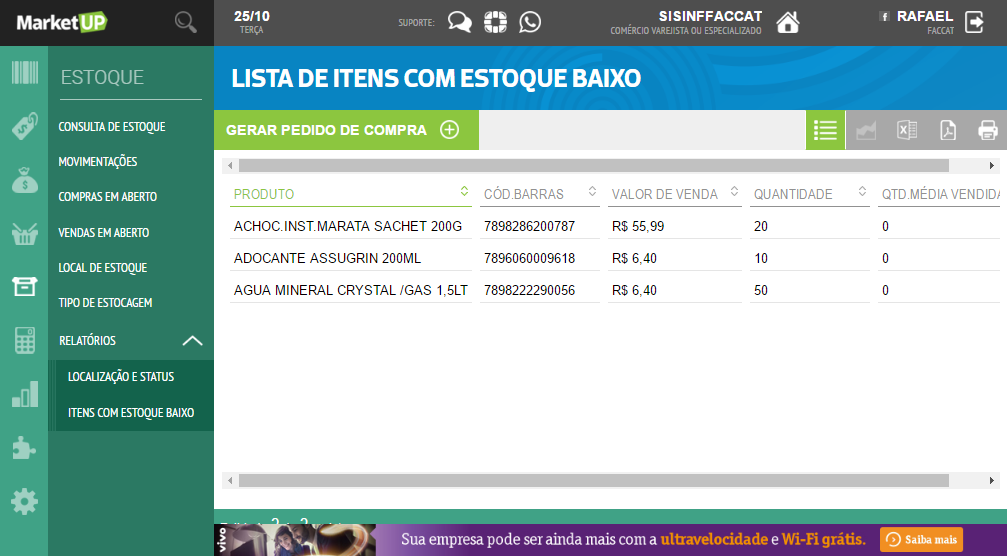 MarketUP
25/10
TERÇA
SUPORTE:
SISINFFACCAT
COMÉRCIO VAREJISTA OU ESPECIALIZADO
f RAFAEL
FACCAT
ESTOQUE
CONSULTA DE ESTOQUE
MOVIMENTAÇÕES
COMPRAS EM ABERTO
VENDAS EM ABERTO
LOCAL DE ESTOQUE
TIPO DE ESTOCAGEM
RELATÓRIOS
LOCALIZAÇÃO E STATUS
ITENS COM ESTOQUE BAIXO
LISTA DE ITENS COM ESTOQUE BAIXO
GERAR PEDIDO DE COMPRA
PRODUTO CÓD.BARRAS VALOR DE VENDA QUANTIDADE QTD.MÉDIA VENDIDA
ACHOC.INST.MARATA SACHET 200G 7898286200787 R$ 55,99 20 0
ADOCANTE ASSUGRIN 200ML 7896060009618 R$ 6,40 10 0
AGUA MINERAL CRYSTAL /GAS 1,5LT 7898222290056 R$ 6,40 50 0
vivo
Sua empresa pode ser ainda mais com a ultravelocidade e Wi-Fi grátis.
Saiba mais